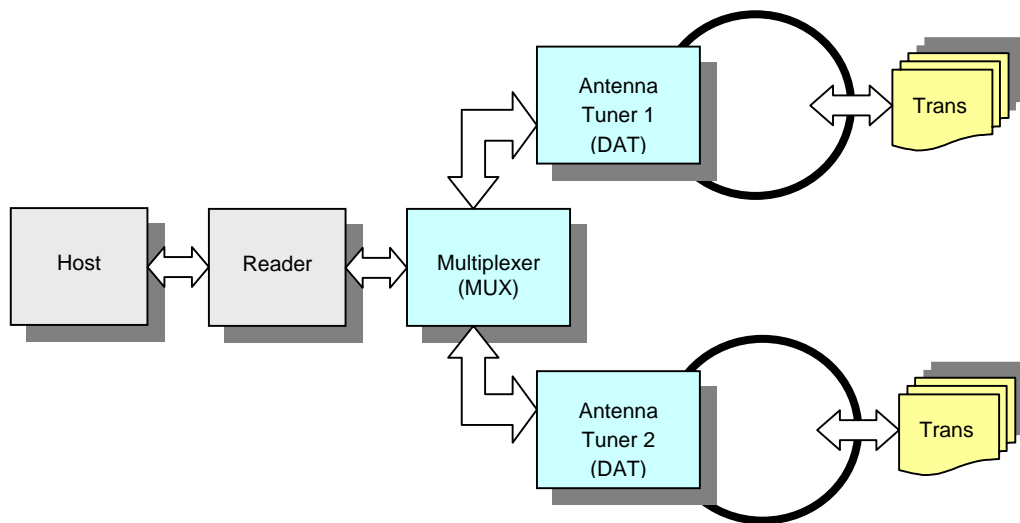 Antenna
Tuner 1
(DAT)
Trans
Host
Reader
Multiplexer
(MUX)
Antenna
Tuner 2
(DAT)
Trans